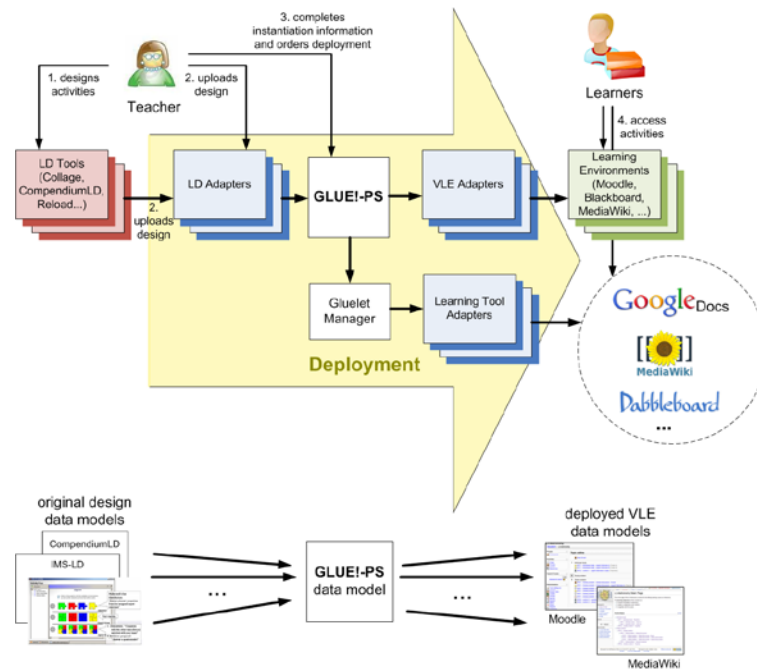 3. completes
instantiation information
and orders deployment
1. designs
activities
2. uploads
design
Teacher
Learners
4. access
activities
LD Tools
(Collage,
CompendiumLD,
Reload...)
2.
uploads
design
LD Adapters
GLUE!-PS
VLE Adapters
Learning
Environments
(Moodle,
Blackboard,
MediaWiki, ...)
Gluelet
Manager
Learning Tool
Adapters
Deployment
Google Docs
[[ ]]
MediaWiki
Dabbleboard
...
original design
data models
CompendiumLD
IMS-LD
...
GLUE!-PS
data model
...
deployed VLE
data models
Moodle
MediaWiki